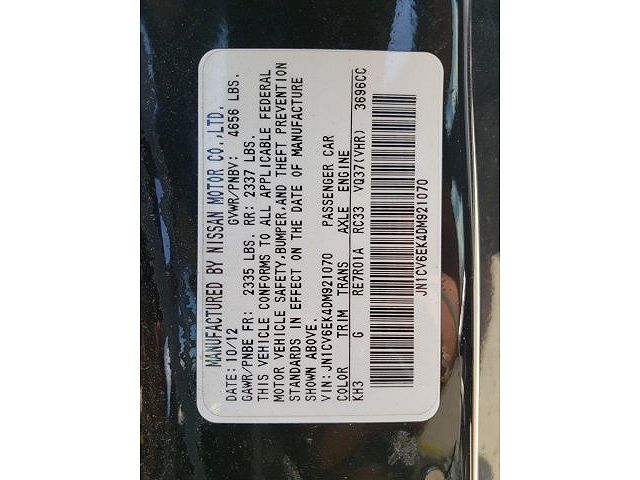 MANUFACTURED BY NISSAN MOTOR CO.,LTD.
DATE: 10/12 GVWR/PNBV: 4656 LBS.
GAWR/PNBE FR: 2335 LBS. RR: 2337 LBS.
THIS VEHICLE CONFORMS TO ALL APPLICABLE FEDERAL
MOTOR VEHICLE SAFETY,BUMPER,AND THEFT PREVENTION
STANDARDS IN EFFECT ON THE DATE OF MANUFACTURE
SHOWN ABOVE.
VIN: JN1CV6EK4DM921070 PASSENGER CAR
COLOR TRIM TRANS AXLE ENGINE
KH3 G RE7R01A RC33 VQ37(VHR) 3696CC
JN1CV6EK4DM921070